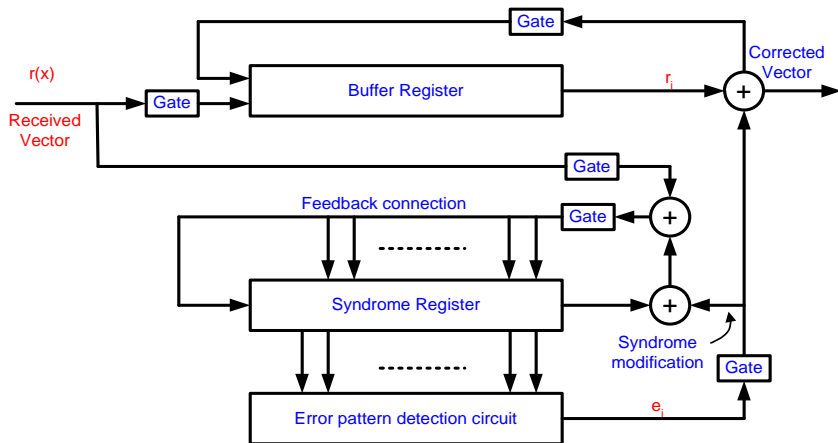 Gate
Corrected
Vector
r(x)
Gate
Buffer Register
r_i
+
Received
Vector
Gate
Feedback connection
Gate
+
Syndrome Register
+
Syndrome
modification
Gate
Error pattern detection circuit
e_i